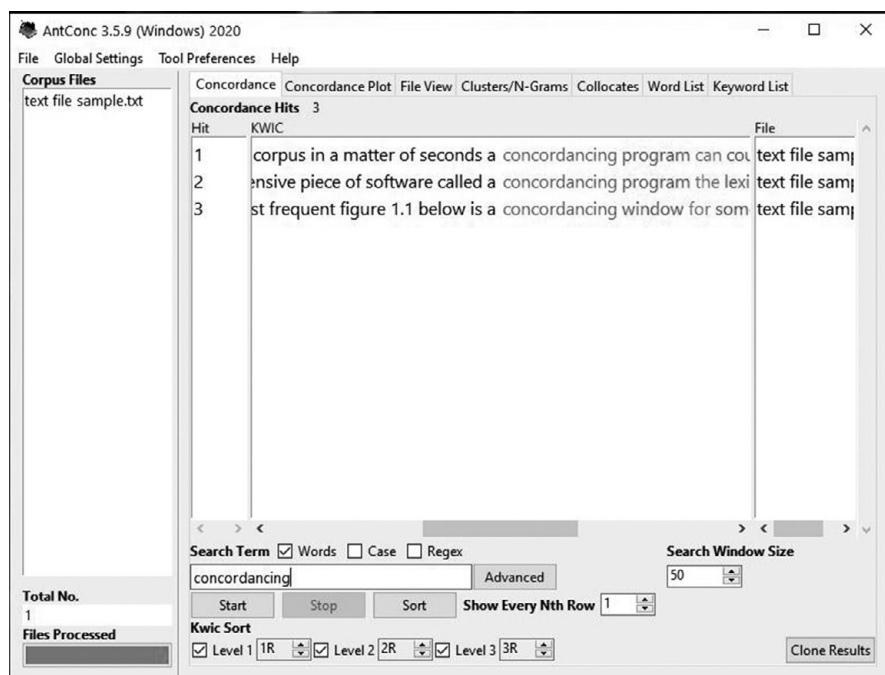 AntConc 3.5.9 (Windows) 2020
File Global Settings Tool Preferences Help
Corpus Files
text file sample.txt
Concordance Concordance Plot File View Clusters/N-Grams Collocates Word List Keyword List
Concordance Hits 3
Hit KWIC File
1 corpus in a matter of seconds a concordancing program can cou text file samp
2 ensive piece of software called a concordancing program the lexi text file samp
3 st frequent figure 1.1 below is a concordancing window for som text file samp
Search Term Words Case Regex Search Window Size
concordancing Advanced 50
Total No.
1
Files Processed
Start Stop Sort Show Every Nth Row 1
Kwic Sort
Level 1 1R Level 2 2R Level 3 3R Clone Results